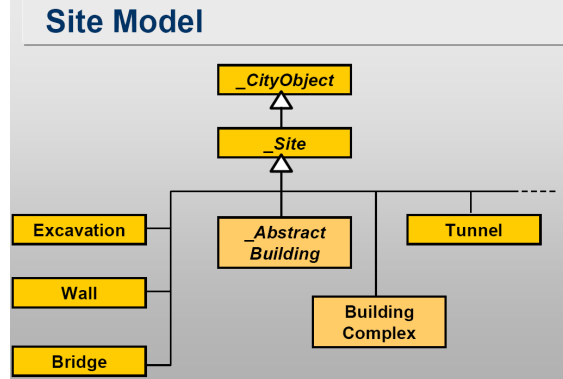 Site Model
_CityObject
_Site
Excavation
_Abstract
Building
Tunnel
Wall
Building
Complex
Bridge